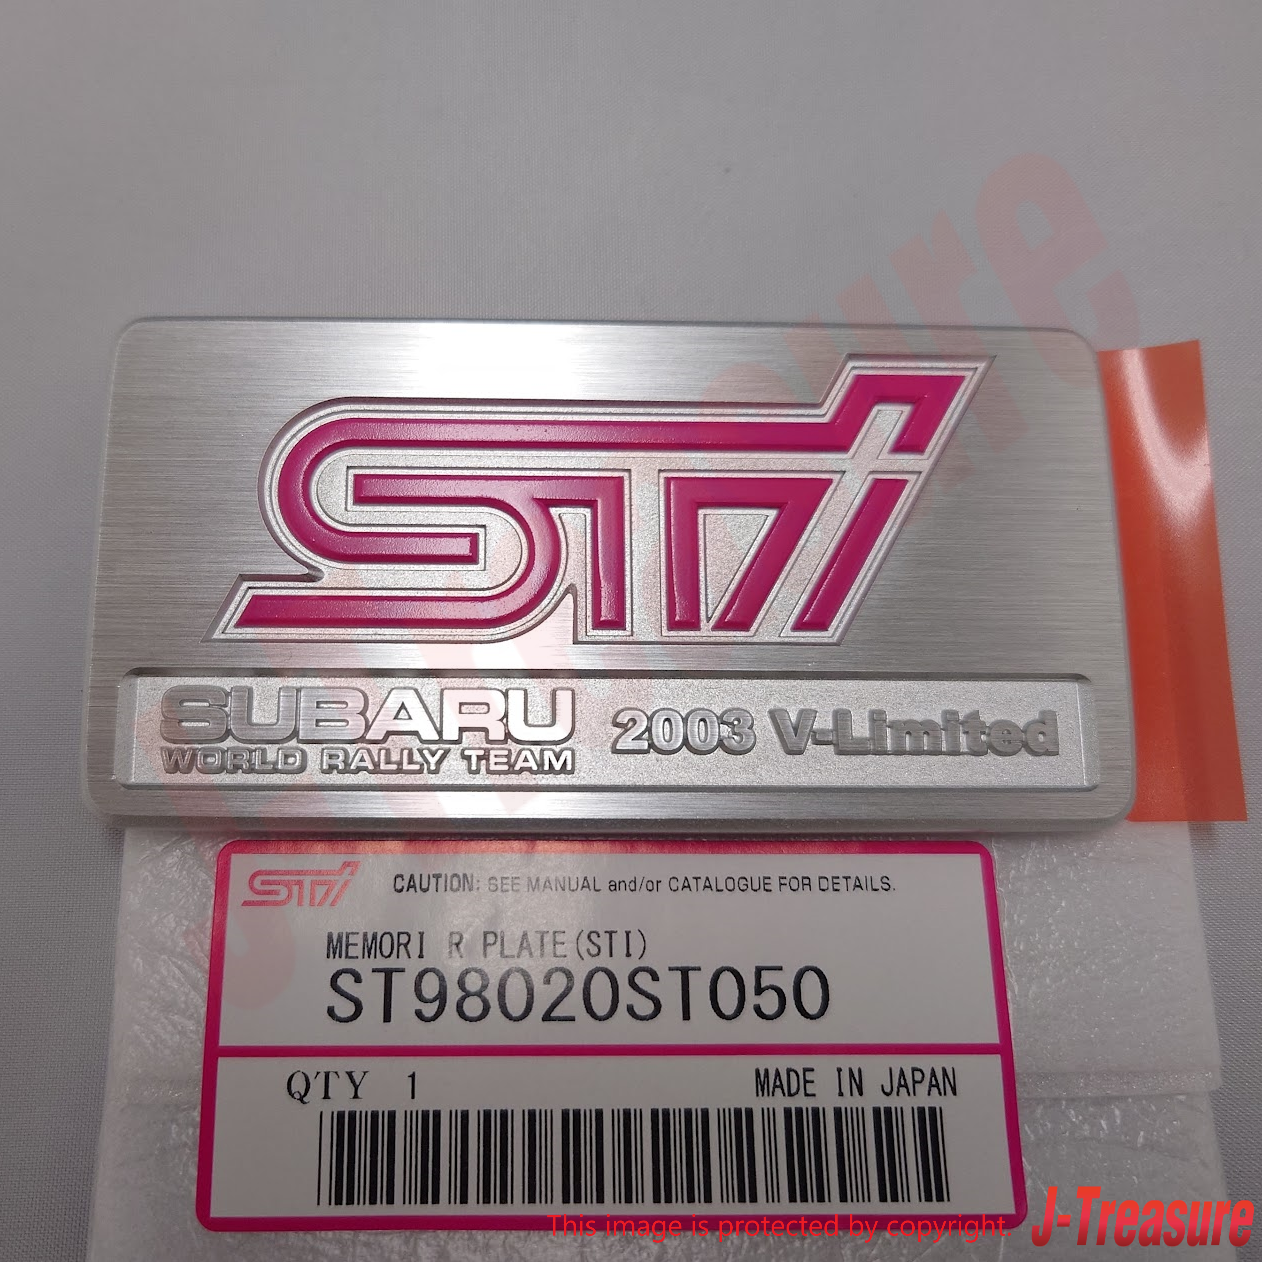 STi
SUBARU
WORLD RALLY TEAM
2003 V-Limited
STi
CAUTION: SEE MANUAL and/or CATALOGUE FOR DETAILS.
MEMORI R PLATE(STI)
ST98020ST050
QTY 1
MADE IN JAPAN
This image is protected by copyright.
J-Treasure
J-Treasure